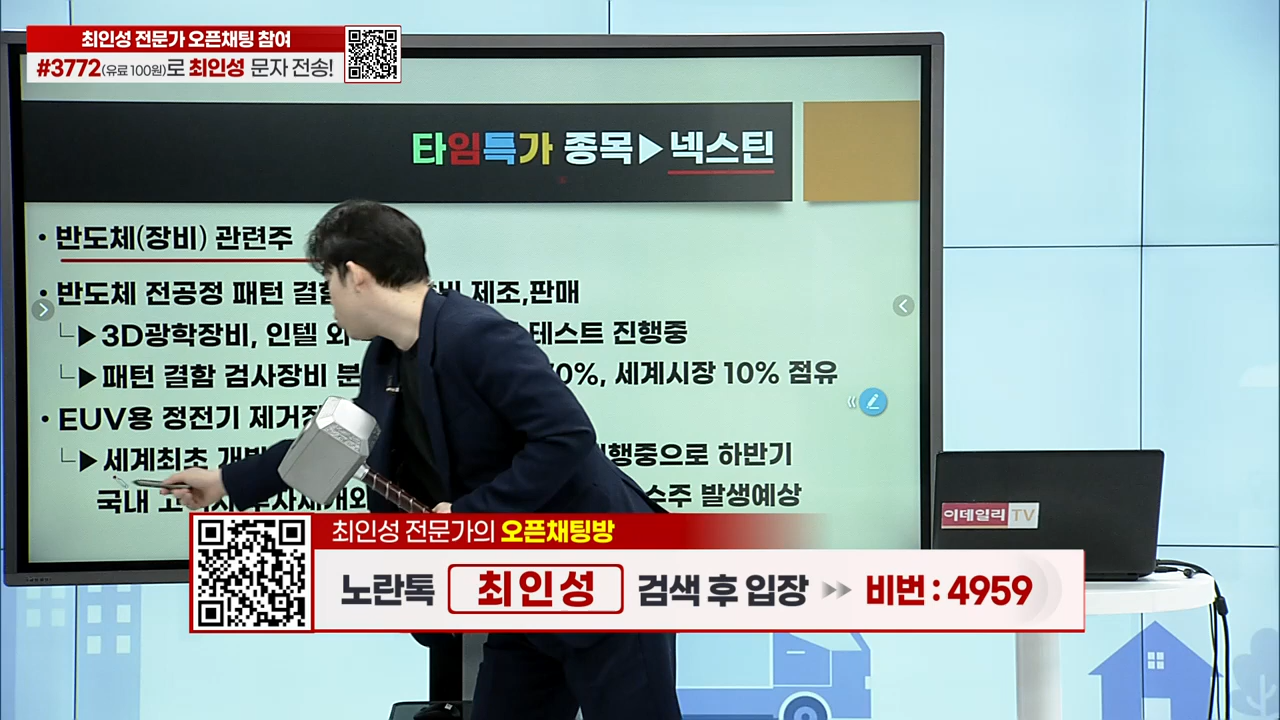 최인성 전문가 오픈채팅 참여
#3772(유료 100원)로 최인성 문자 전송!
타임특가 종목▶넥스틴
• 반도체(장비) 관련주
• 반도체 전공정 패턴 결함 제조,판매
└▶3D광학장비, 인텔 외 테스트 진행중
└▶패턴 결함 검사장비 0%, 세계시장 10% 점유
• EUV용 정전기 제거장
└▶세계최초 개발 행중으로 하반기
국내 수주 발생예상
최인성 전문가의 오픈채팅방
노란톡 최인성 검색 후 입장 비번 : 4959
이데일리TV